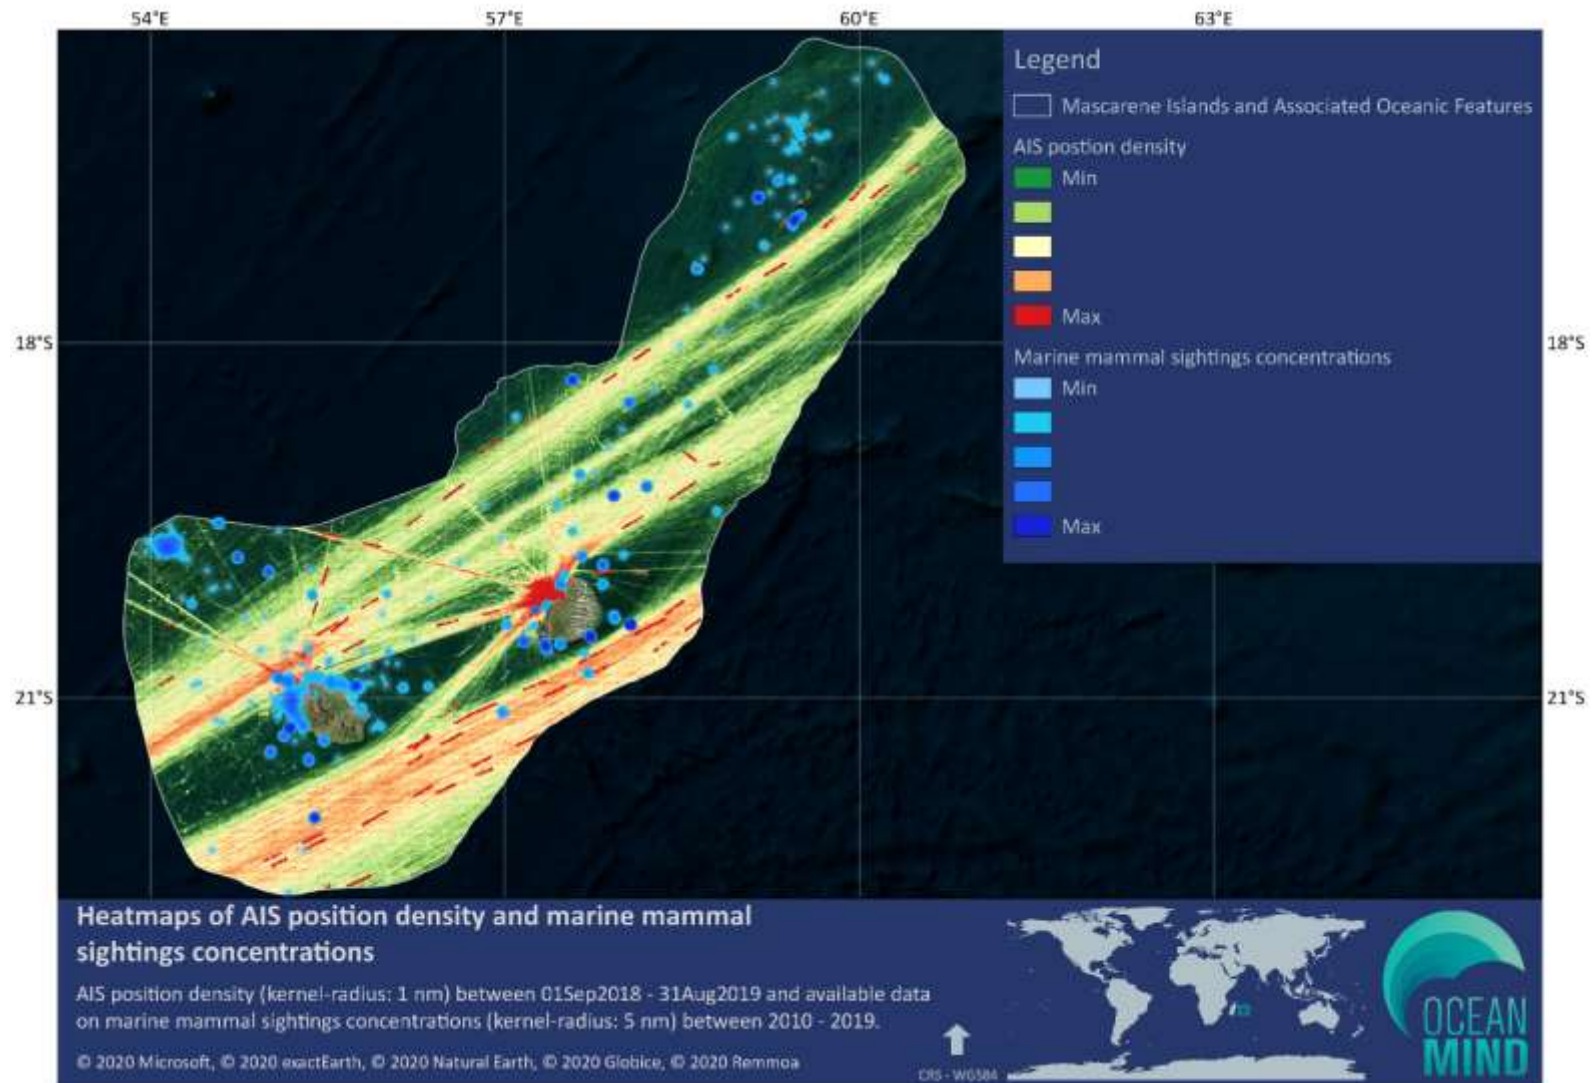 54°E 57°E 60°E 63°E
Legend
Mascarene Islands and Associated Oceanic Features
AIS postion density
Min
Max
18°S 18°S
Marine mammal sightings concentrations
Min
Max
21°S 21°S
Heatmaps of AIS position density and marine mammal
sightings concentrations
AIS position density (kernel-radius: 1 nm) between 01Sep2018 - 31Aug2019 and available data
on marine mammal sightings concentrations (kernel-radius: 5 nm) between 2010 - 2019.
© 2020 Microsoft, © 2020 exactEarth, © 2020 Natural Earth, © 2020 Globice, © 2020 Remmoa
CRS - WGS84
OCEAN
MIND